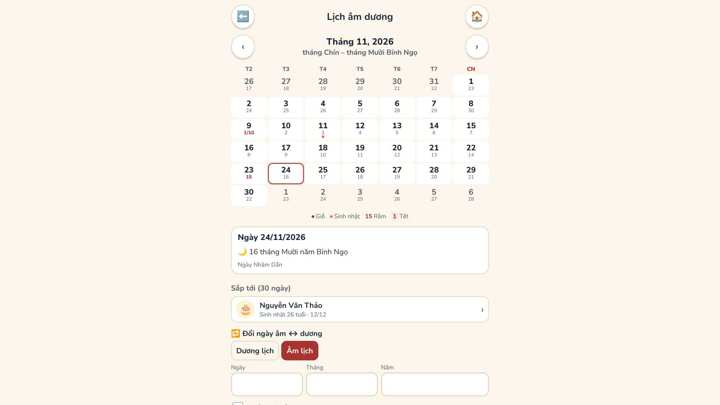 Lịch âm dương
‹ Tháng 11, 2026 ›
tháng Chín – tháng Mười Bính Ngọ
T2 T3 T4 T5 T6 T7 CN
26 27 28 29 30 31 1
17 18 19 20 21 22 23
2 3 4 5 6 7 8
24 25 26 27 28 29 30
9 10 11 12 13 14 15
1/10 2 3 4 5 6 7
16 17 18 19 20 21 22
8 9 10 11 12 13 14
23 24 25 26 27 28 29
15 16 17 18 19 20 21
30 1 2 3 4 5 6
22 23 24 25 26 27 28
• Giỗ • Sinh nhật 15 Rằm 1 Tết
Ngày 24/11/2026
🌙 16 tháng Mười năm Bính Ngọ
Ngày Nhâm Dần
Sắp tới (30 ngày)
Nguyễn Văn Thảo ›
Sinh nhật 26 tuổi · 12/12
🔁 Đổi ngày âm ↔ dương
Dương lịch Âm lịch
Ngày Tháng Năm